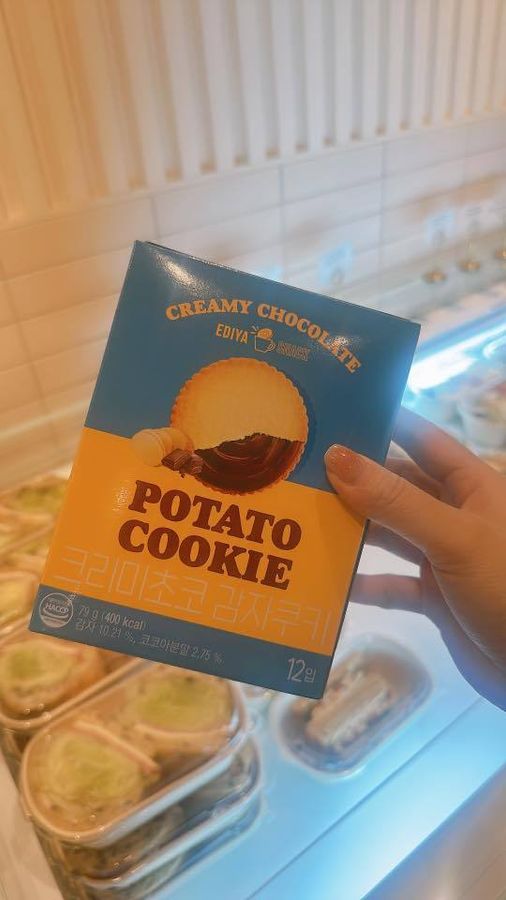 CREAMY CHOCOLATE
EDIYA SNACK
POTATO
COOKIE
크리미초코 감자쿠키
HACCP
79 g (400 kcal)
감자 10.21 %, 코코아분말 2.75 %
12입